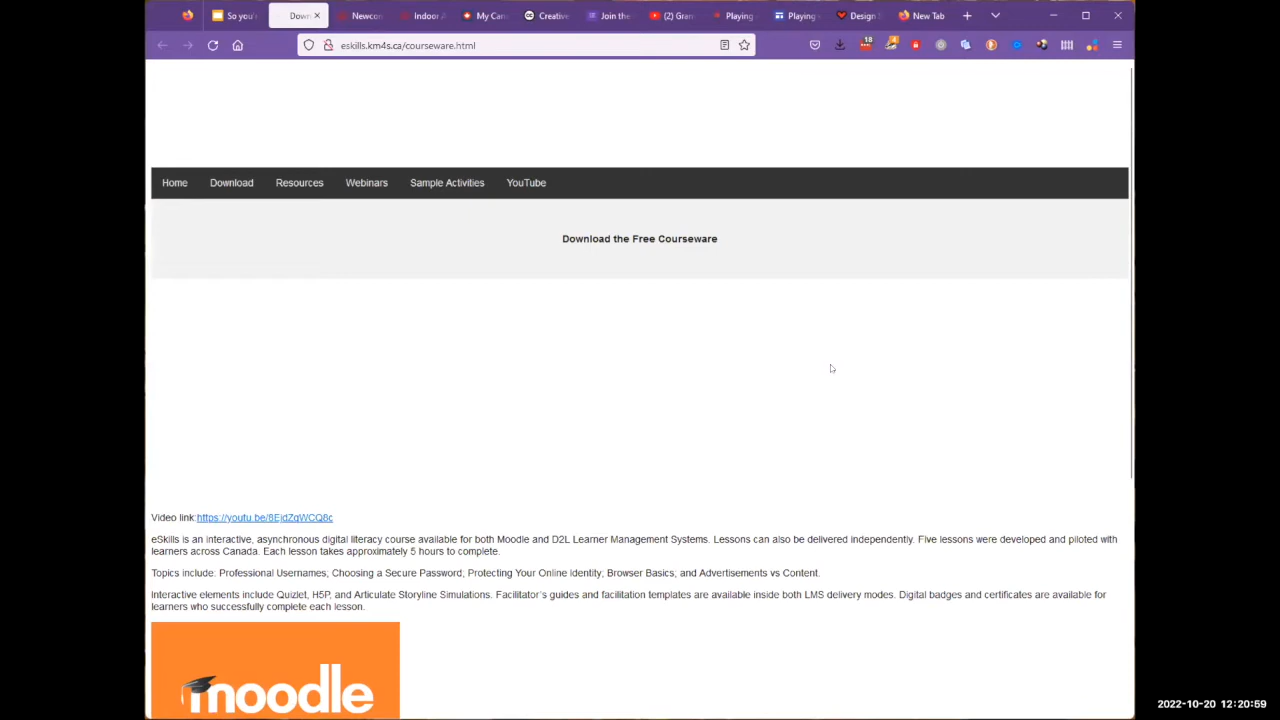 So you'r
Down
Newcon
Indoor A
My Can
Creative
Join the
(2) Gran
Playing
Playing
Design
New Tab
eskills.km4s.ca/courseware.html
18
Home Download Resources Webinars Sample Activities YouTube
Download the Free Courseware
Video link:https://youtu.be/8EjdZqWCQ8c
eSkills is an interactive, asynchronous digital literacy course available for both Moodle and D2L Learner Management Systems. Lessons can also be delivered independently. Five lessons were developed and piloted with
learners across Canada. Each lesson takes approximately 5 hours to complete.
Topics include: Professional Usernames; Choosing a Secure Password; Protecting Your Online Identity; Browser Basics; and Advertisements vs Content.
Interactive elements include Quizlet, H5P, and Articulate Storyline Simulations. Facilitator's guides and facilitation templates are available inside both LMS delivery modes. Digital badges and certificates are available for
learners who successfully complete each lesson.
moodle
2022-10-20 12:20:59